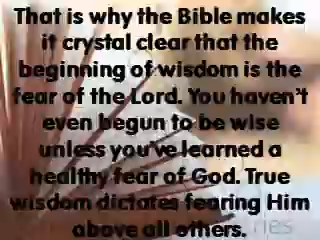 That is why the Bible makes
it crystal clear that the
beginning of wisdom is the
fear of the Lord. You haven't
even begun to be wise
unless you've learned a
healthy fear of God. True
wisdom dictates fearing Him
above all others.